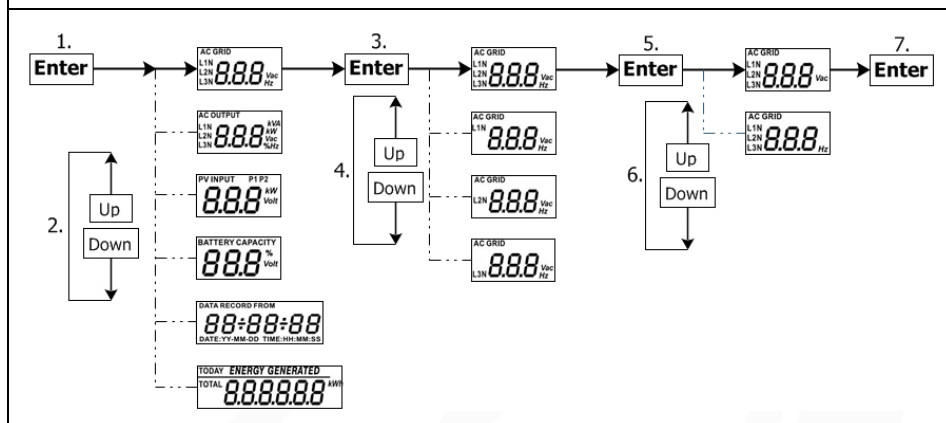 1.
Enter
AC GRID
L1N
L2N 8.8.8 Vac
L3N Hz
3.
Enter
AC GRID
L1N
L2N 8.8.8 Vac
L3N Hz
5.
Enter
AC GRID
L1N
L2N 8.8.8 Vac
L3N
7.
Enter
2.
Up
Down
AC OUTPUT kVA
L1N kW
L2N 8.8.8 Vac
L3N %Hz
PV INPUT P1 P2
8.8.8 kW
Volt
BATTERY CAPACITY
8 8.8 %
Volt
DATA RECORD FROM
88:88:88
DATE:YY-MM-DD TIME:HH:MM:SS
TODAY ENERGY GENERATED
TOTAL 8.8.8.8.8.8 kWh
4.
Up
Down
AC GRID
L1N 8.8.8 Vac
Hz
AC GRID
L2N 8.8.8 Vac
Hz
AC GRID
L3N 8.8.8 Vac
Hz
6.
Up
Down
AC GRID
L1N
L2N 8.8.8
L3N Hz